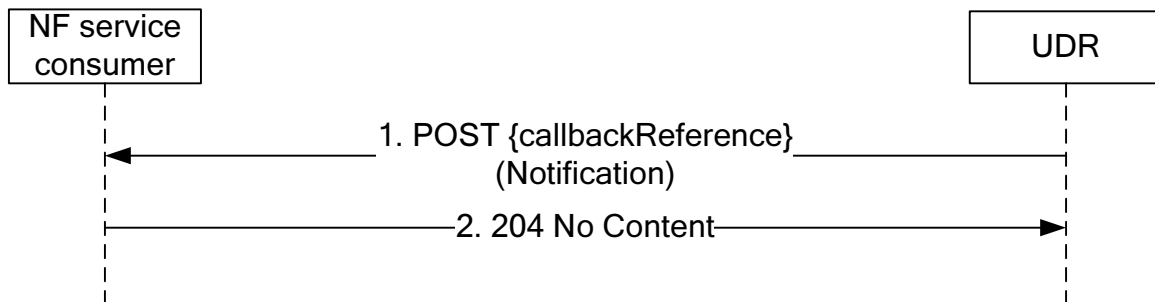 NF service
consumer
UDR
1. POST {callbackReference}
(Notification)
2. 204 No Content